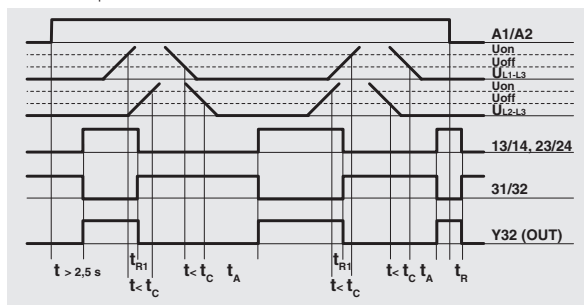 A1/A2
Uon
Uoff
UL1-L3
Uon
Uoff
UL2-L3
13/14, 23/24
31/32
Y32 (OUT)
t > 2,5 s
tR1
t< tC
t< tC
tA
tR1
t< tC
t< tC
tA
tR